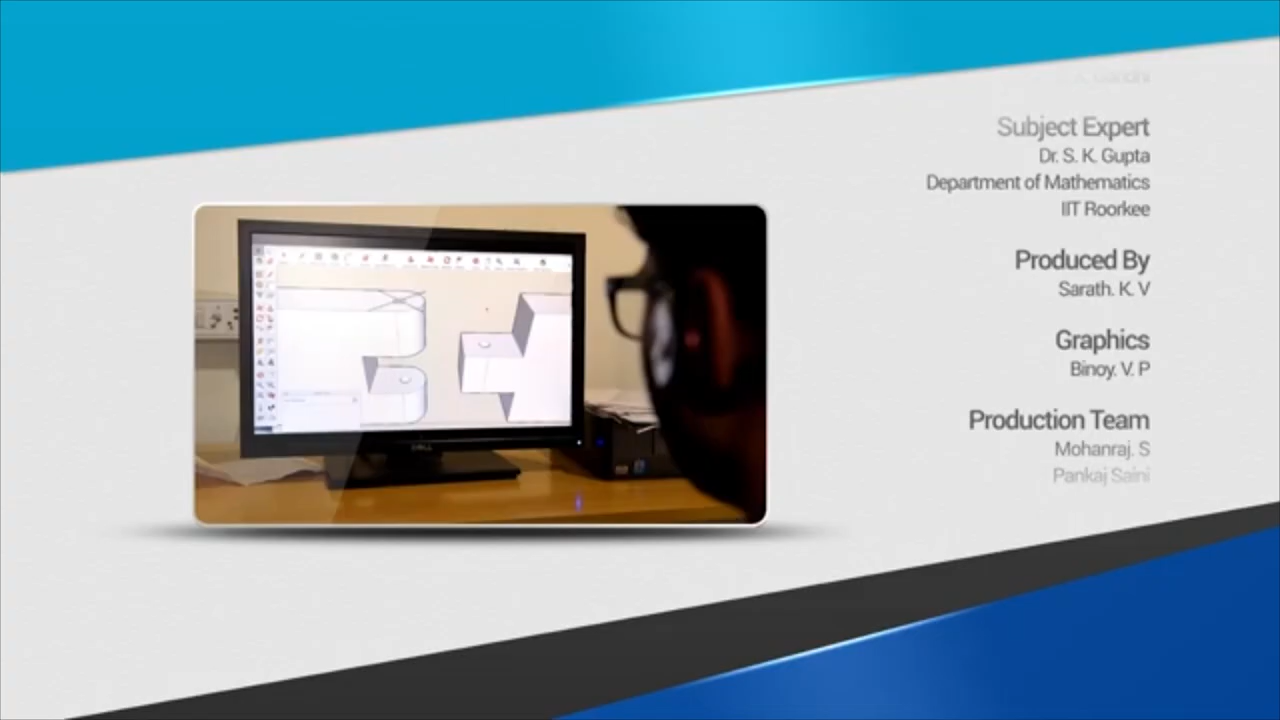 Subject Expert
Dr. S. K. Gupta
Department of Mathematics
IIT Roorkee
Produced By
Sarath. K. V
Graphics
Binoy. V. P
Production Team
Mohanraj. S
Pankaj Saini
DELL